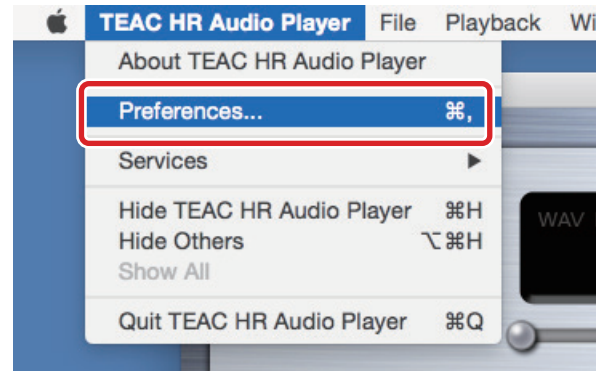 TEAC HR Audio Player File Playback Wi
About TEAC HR Audio Player
Preferences... ⌘,
Services ▶
Hide TEAC HR Audio Player ⌘H
WAV
Hide Others ⌥⌘H
Show All
Quit TEAC HR Audio Player ⌘Q